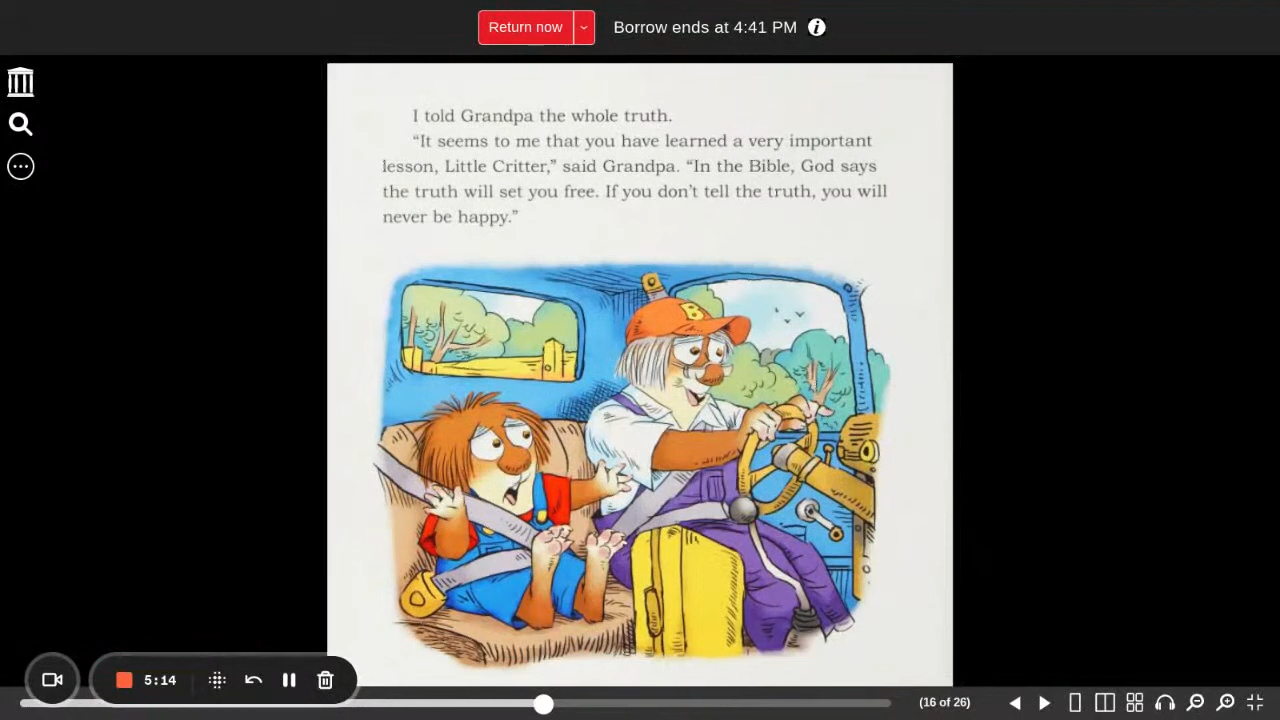 Return now
Borrow ends at 4:41 PM
I told Grandpa the whole truth.
“It seems to me that you have learned a very important
lesson, Little Critter,” said Grandpa. “In the Bible, God says
the truth will set you free. If you don’t tell the truth, you will
never be happy.”
B
5:14
(16 of 26)